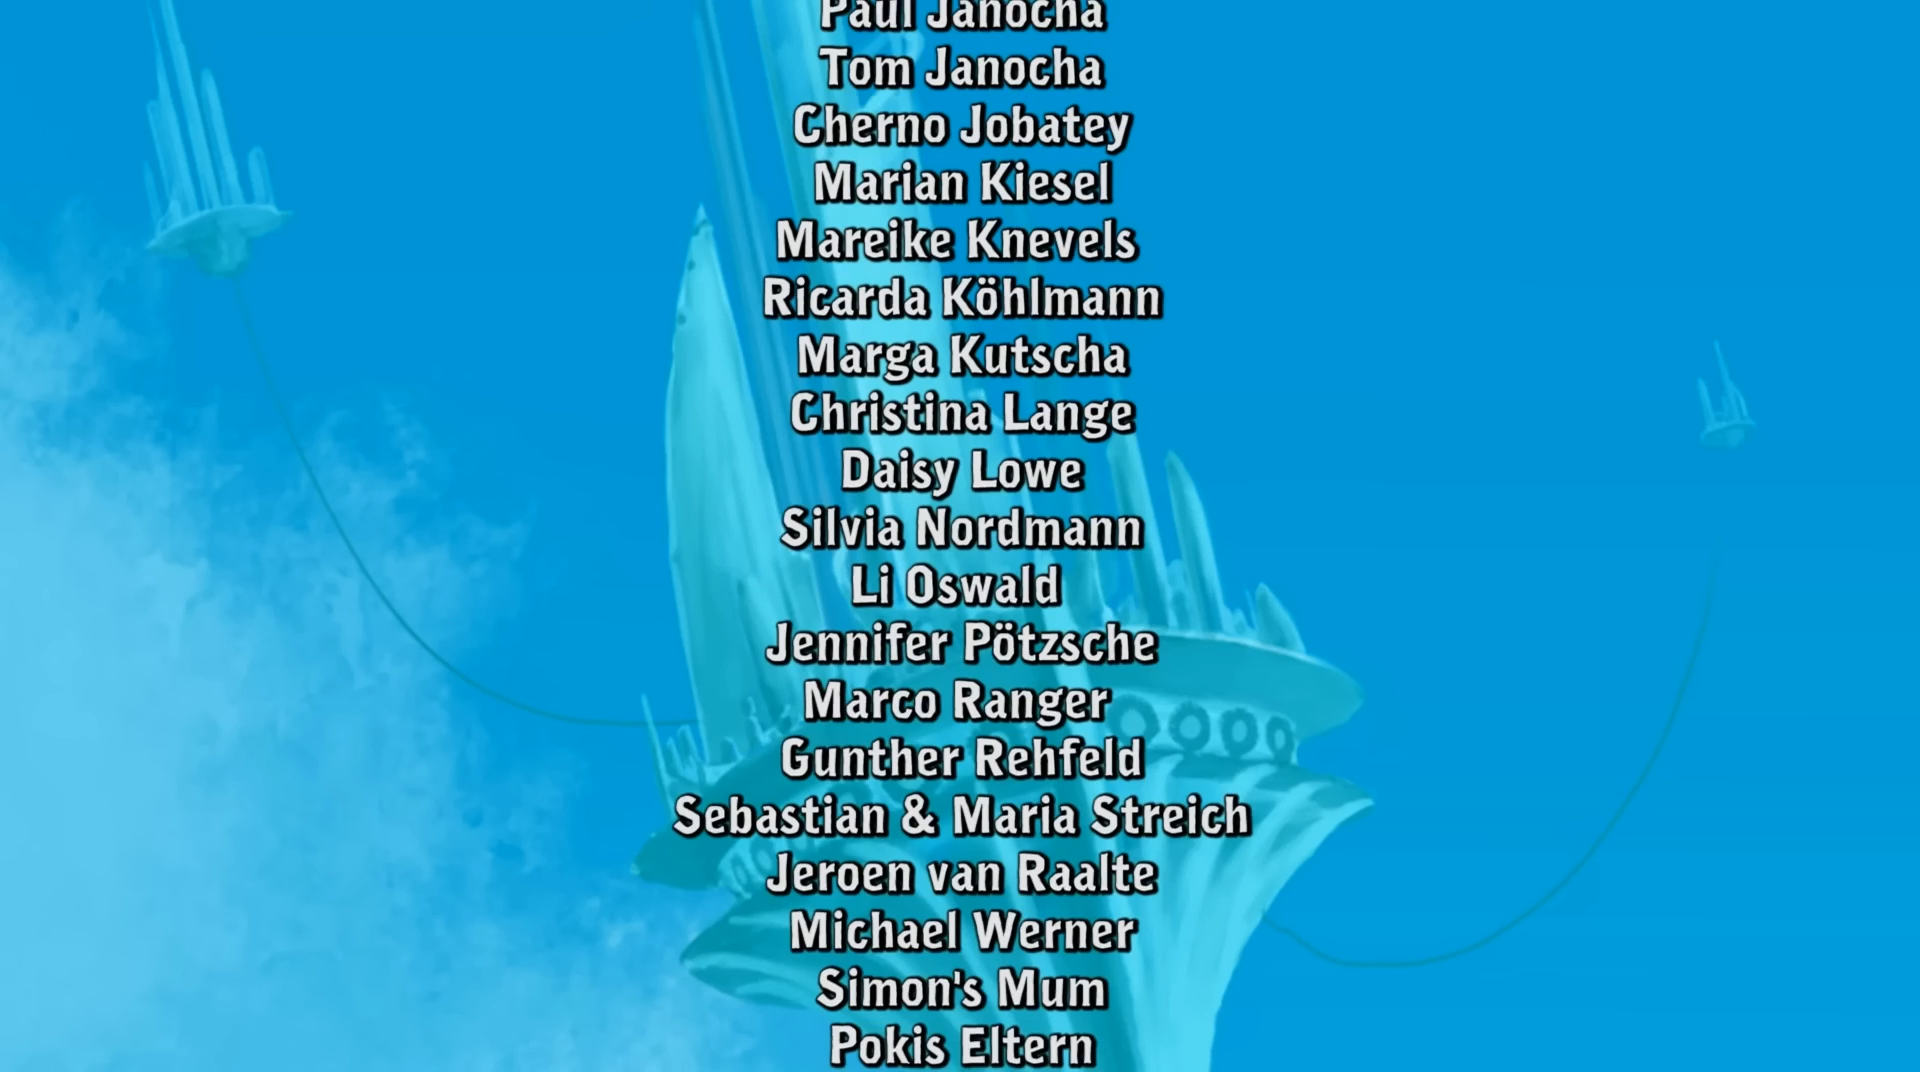 Paul Janocha
Tom Janocha
Cherno Jobatey
Marian Kiesel
Mareike Knevels
Ricarda Köhlmann
Marga Kutscha
Christina Lange
Daisy Lowe
Silvia Nordmann
Li Oswald
Jennifer Pötzsche
Marco Ranger
Gunther Rehfeld
Sebastian & Maria Streich
Jeroen van Raalte
Michael Werner
Simon's Mum
Pokis Eltern